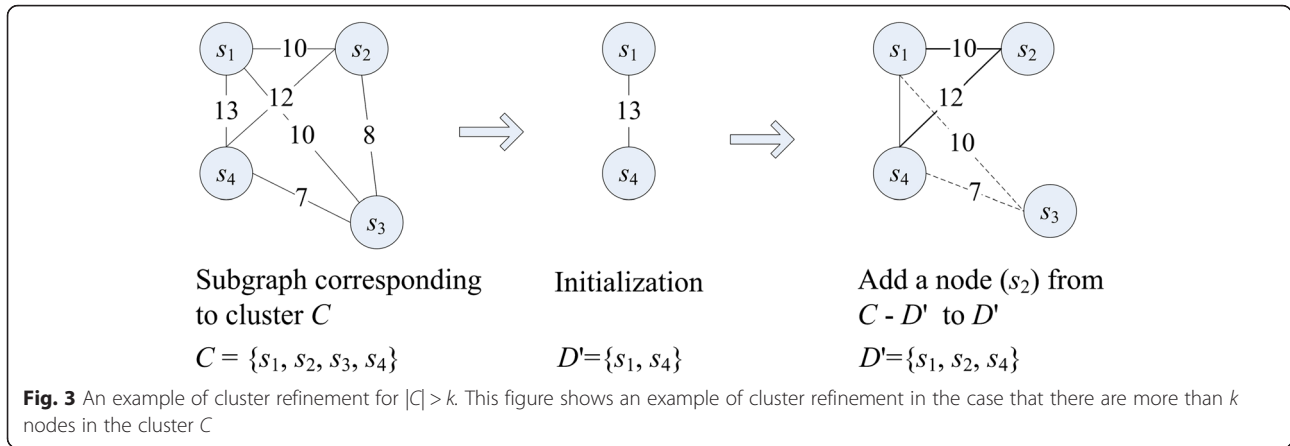 s1 10 s2
13 12 10 8
s4 7 s3
Subgraph corresponding
to cluster C
C = {s1, s2, s3, s4}
s1
13
s4
Initialization
D'={s1, s4}
s1 10 s2
12
10
s4 7 s3
Add a node (s2) from
C - D' to D'
D'={s1, s2, s4}
Fig. 3 An example of cluster refinement for |C| > k. This figure shows an example of cluster refinement in the case that there are more than k
nodes in the cluster C